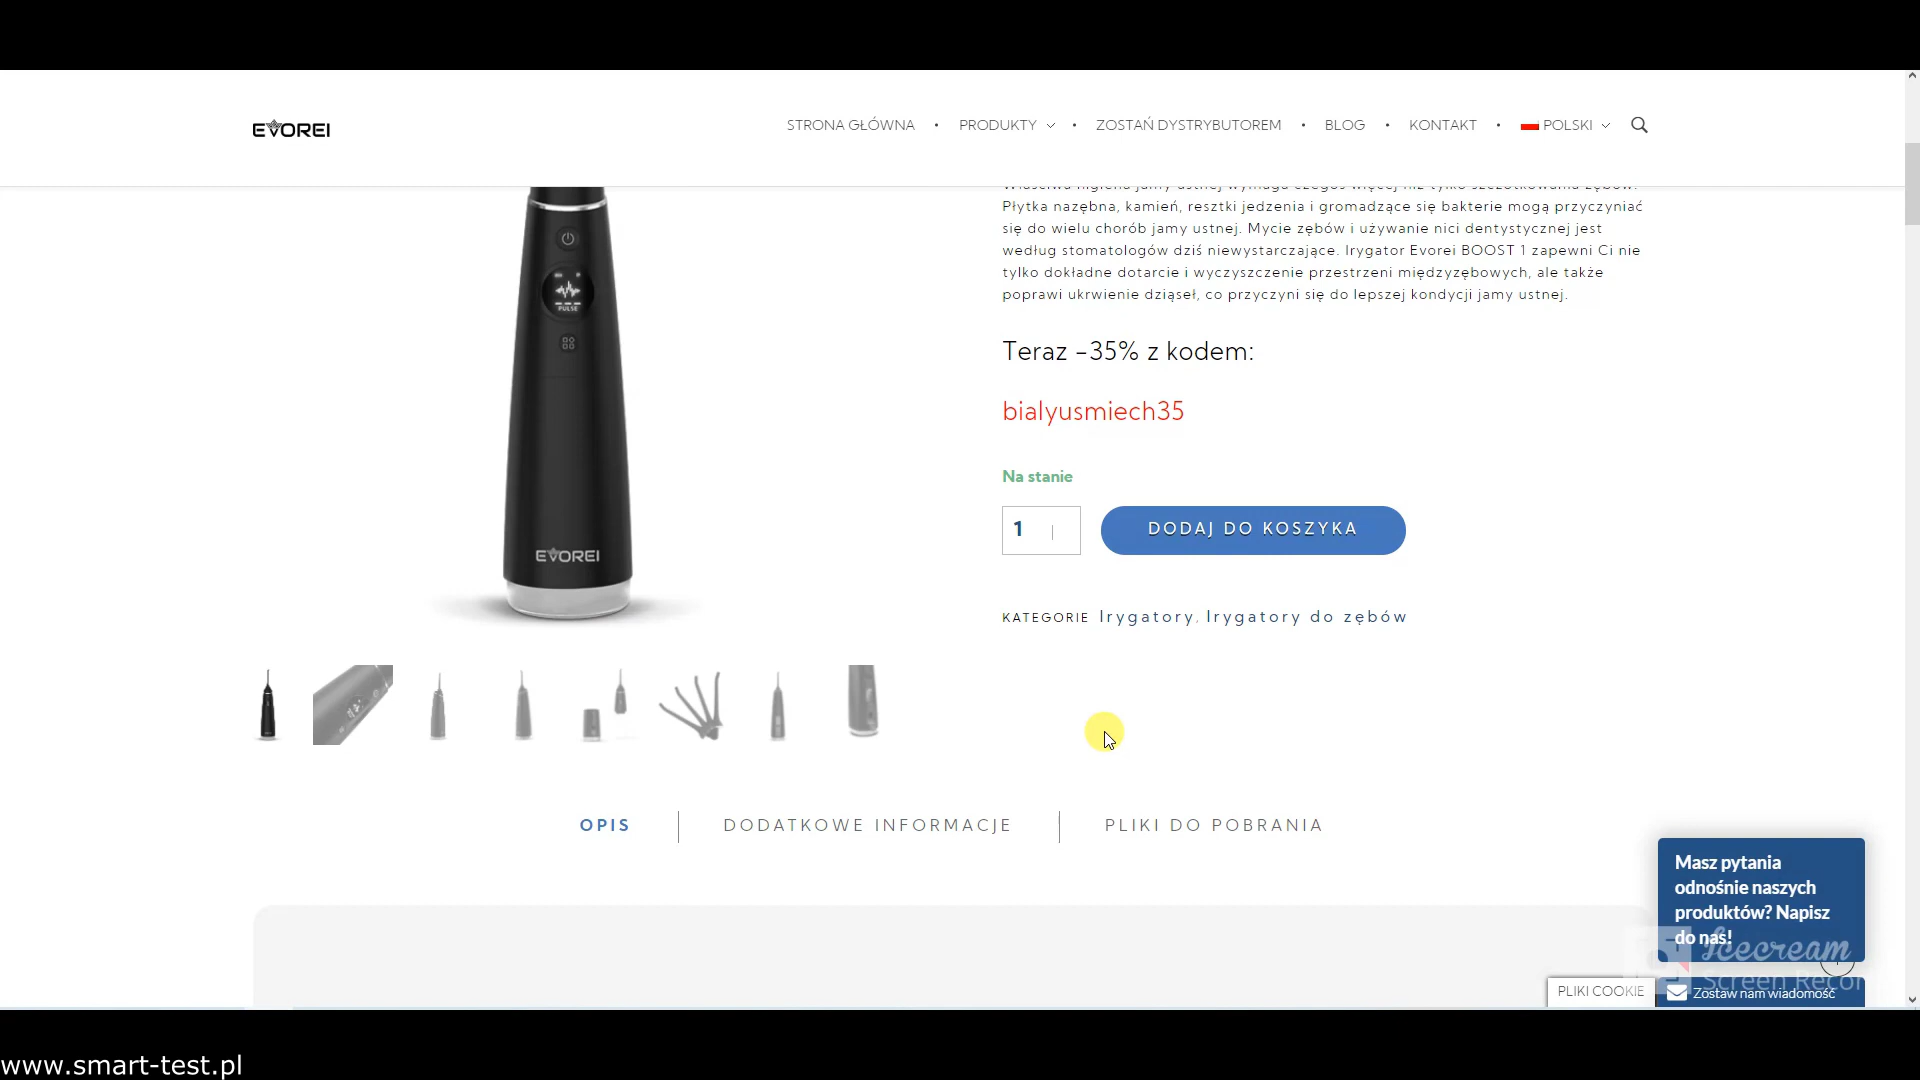 EVOREI
STRONA GŁÓWNA • PRODUKTY • ZOSTAŃ DYSTRYBUTOREM • BLOG • KONTAKT • POLSKI
Właściwa higiena jamy ustnej wymaga czegoś więcej niż tylko szczotkowania zębów.
Płytka nazębna, kamień, resztki jedzenia i gromadzące się bakterie mogą przyczyniać
się do wielu chorób jamy ustnej. Mycie zębów i używanie nici dentystycznej jest
według stomatologów dziś niewystarczające. Irygator Evorei BOOST 1 zapewni Ci nie
tylko dokładne dotarcie i wyczyszczenie przestrzeni międzyzębowych, ale także
poprawi ukrwienie dziąseł, co przyczyni się do lepszej kondycji jamy ustnej.
PULSE
EVOREI
Teraz -35% z kodem:
bialyusmiech35
Na stanie
1
DODAJ DO KOSZYKA
KATEGORIE Irygatory, Irygatory do zębów
OPIS
DODATKOWE INFORMACJE
PLIKI DO POBRANIA
Masz pytania
odnośnie naszych
produktów? Napisz
do nas!
Icecream
Screen Recor
PLIKI COOKIE
Zostaw nam wiadomość
www.smart-test.pl